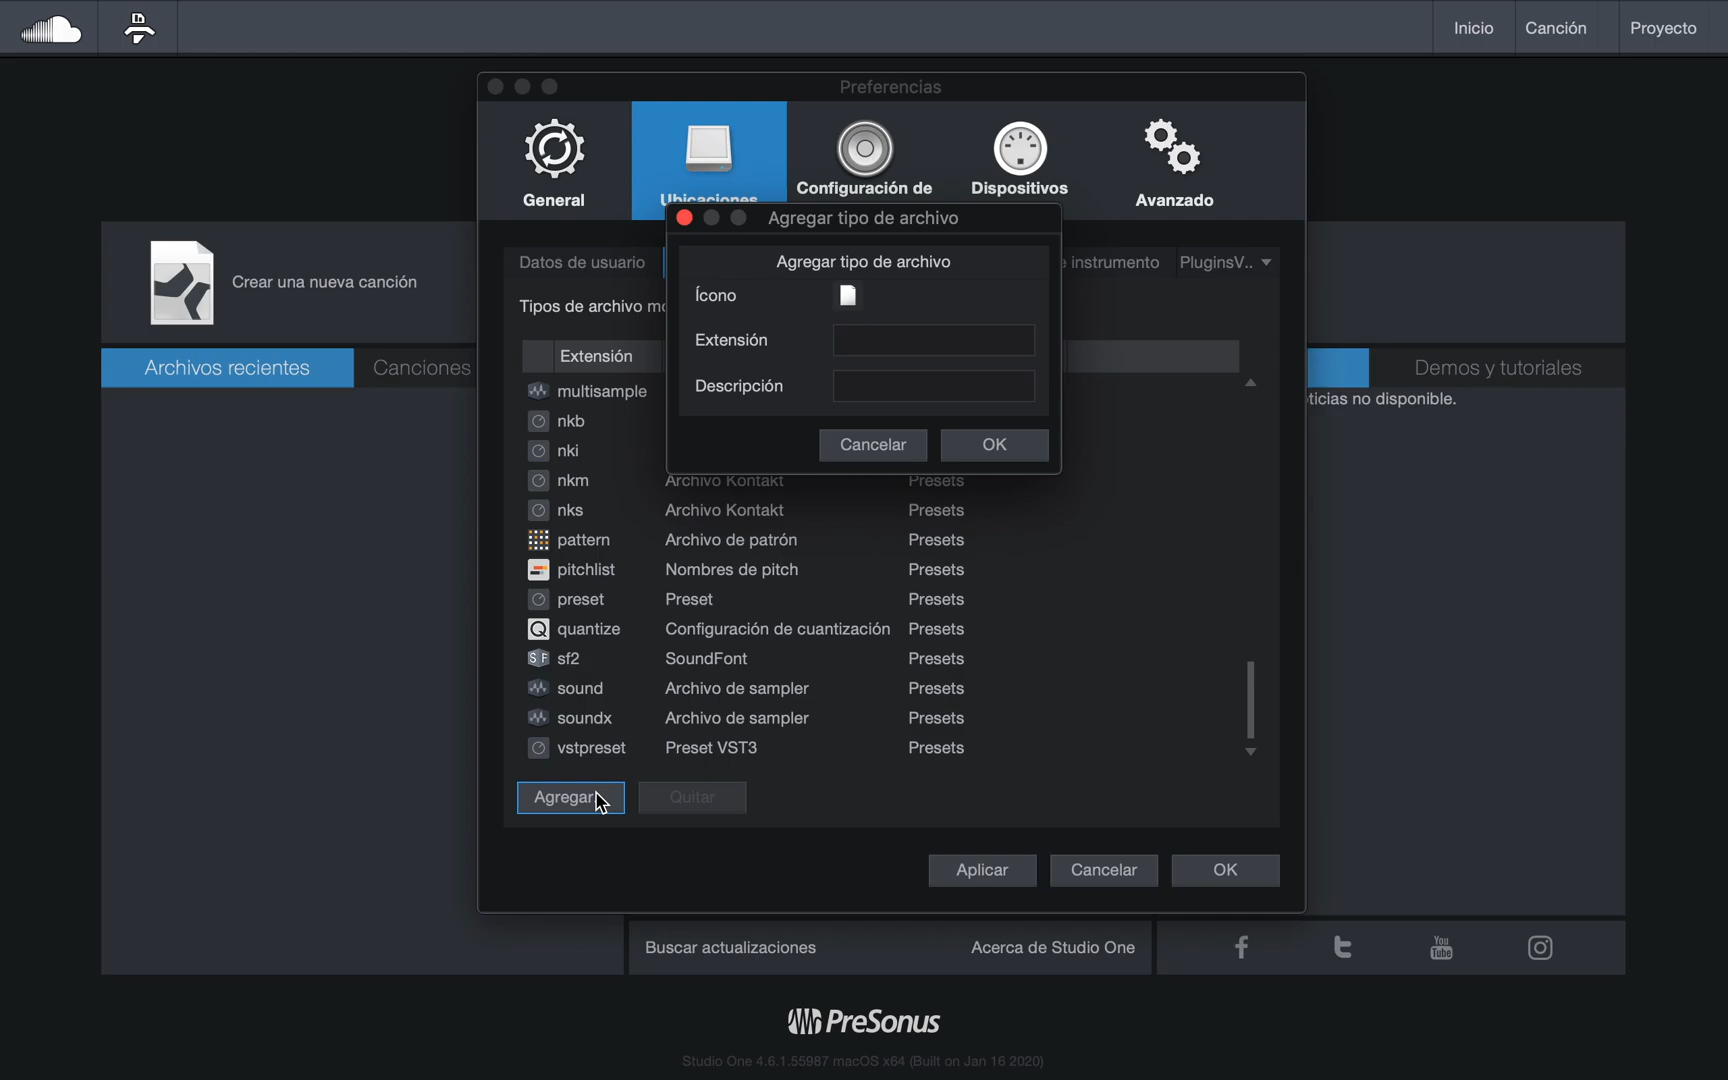 Inicio
Canción
Proyecto
Preferencias
General
Ubicaciones
Configuración de
Dispositivos
Avanzado
Agregar tipo de archivo
Datos de usuario
Agregar tipo de archivo
instrumento
PluginsV..
Crear una nueva canción
Ícono
Tipos de archivo
Extensión
Extensión
Archivos recientes
Canciones
Descripción
Demos y tutoriales
ticias no disponible.
multisample
nkb
Cancelar
OK
nki
nkm Archivo Kontakt Presets
nks Archivo Kontakt Presets
pattern Archivo de patrón Presets
pitchlist Nombres de pitch Presets
preset Preset Presets
Q quantize Configuración de cuantización Presets
SF sf2 SoundFont Presets
sound Archivo de sampler Presets
soundx Archivo de sampler Presets
vstpreset Preset VST3 Presets
Agregar
Quitar
Aplicar
Cancelar
OK
Buscar actualizaciones
Acerca de Studio One
You Tube
PreSonus
Studio One 4.6.1.55987 macOS x64 (Built on Jan 16 2020)